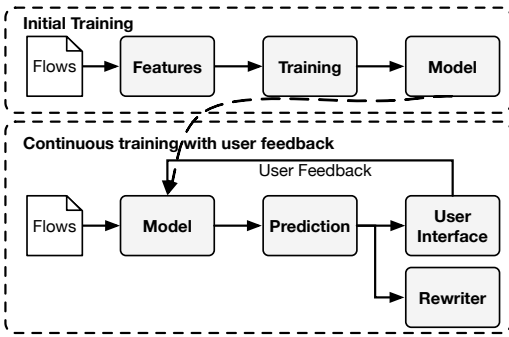 Initial Training
Flows
Features
Training
Model
Continuous training with user feedback
User Feedback
Flows
Model
Prediction
User
Interface
Rewriter